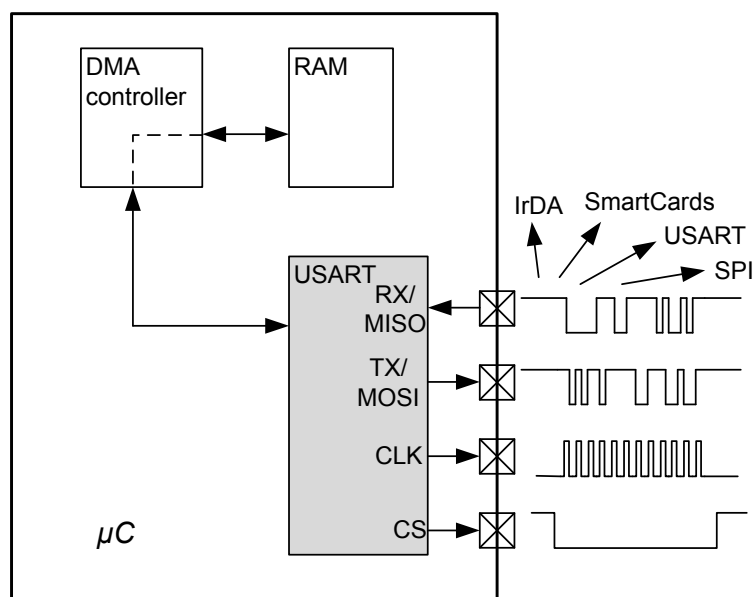 DMA
controller
RAM
IrDA
SmartCards
USART
SPI
USART
RX/
MISO
TX/
MOSI
CLK
CS
µC